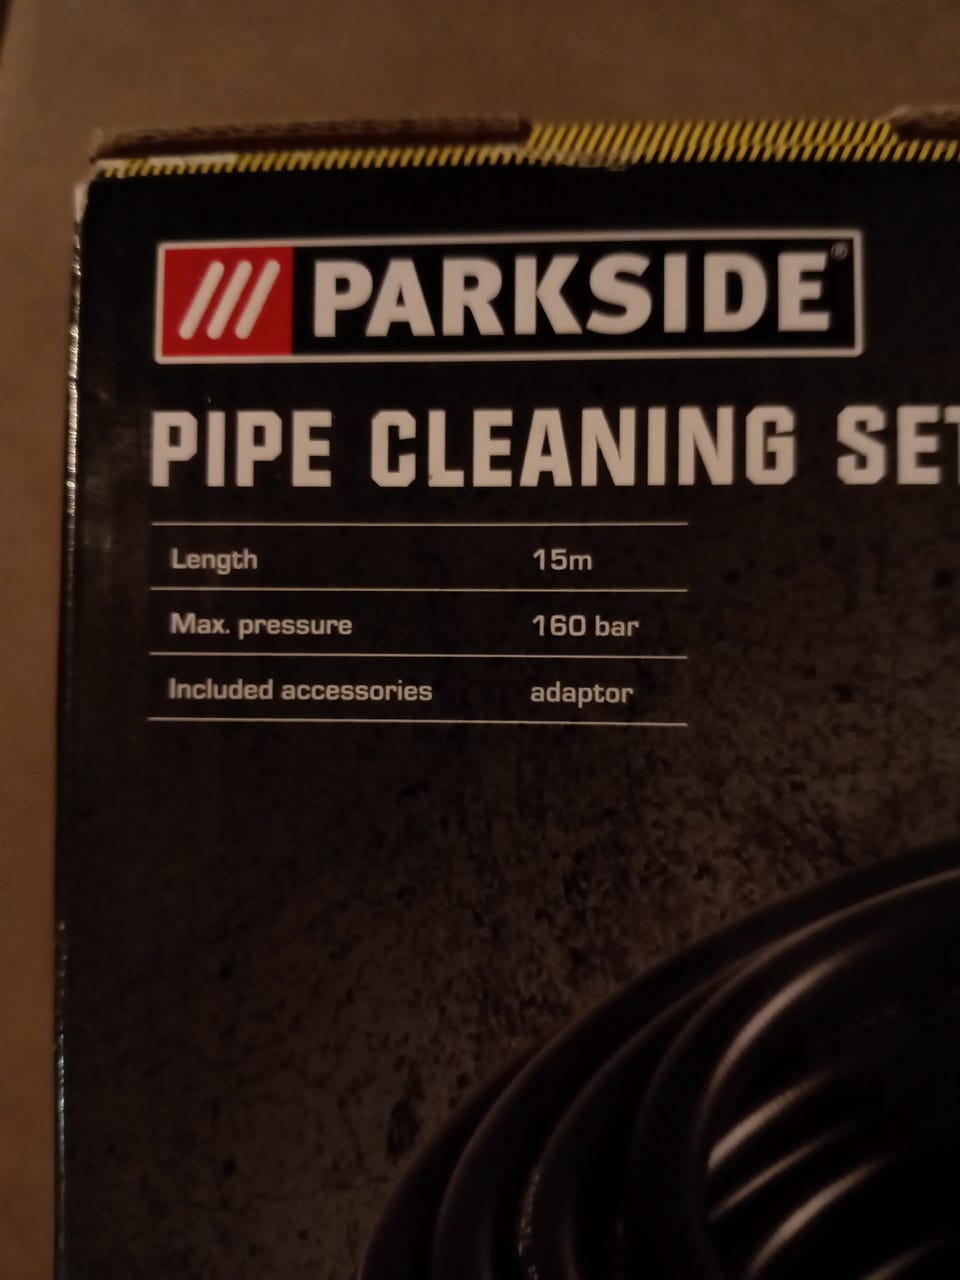 PARKSIDE®
PIPE CLEANING SET
Length 15m
Max. pressure 160 bar
Included accessories adaptor